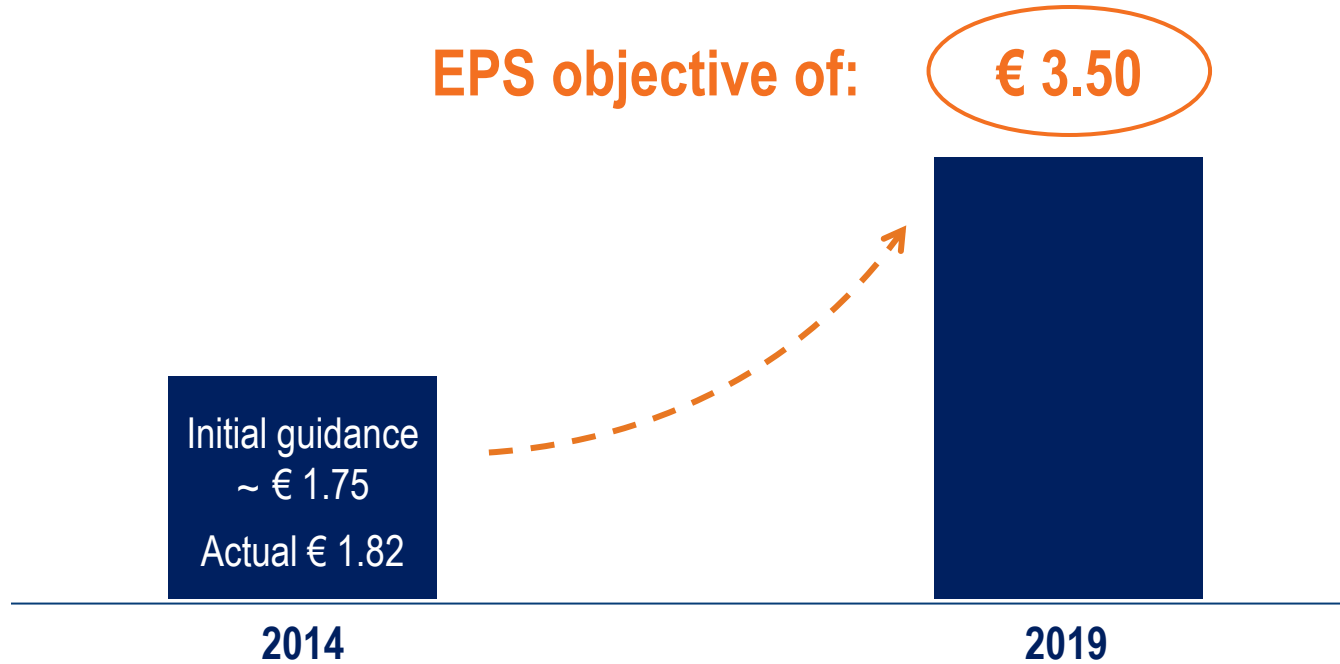 EPS objective of: € 3.50
Initial guidance
~ € 1.75
Actual € 1.82
2014 2019